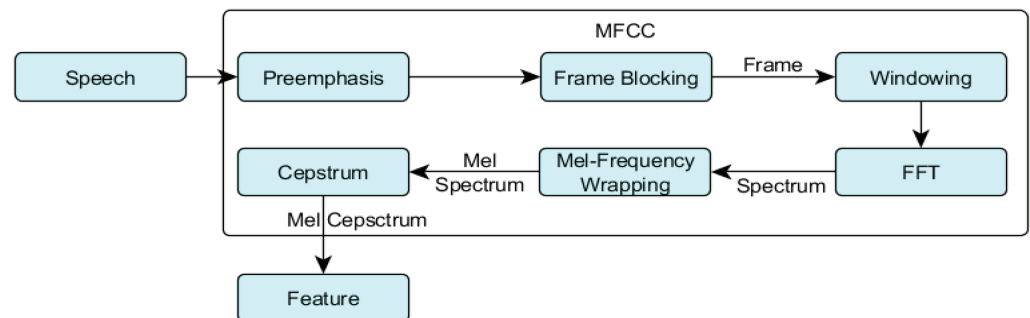 MFCC
Speech
Preemphasis
Frame Blocking
Frame
Windowing
Cepstrum
Mel
Spectrum
Mel-Frequency
Wrapping
Spectrum
FFT
Mel Cepsctrum
Feature